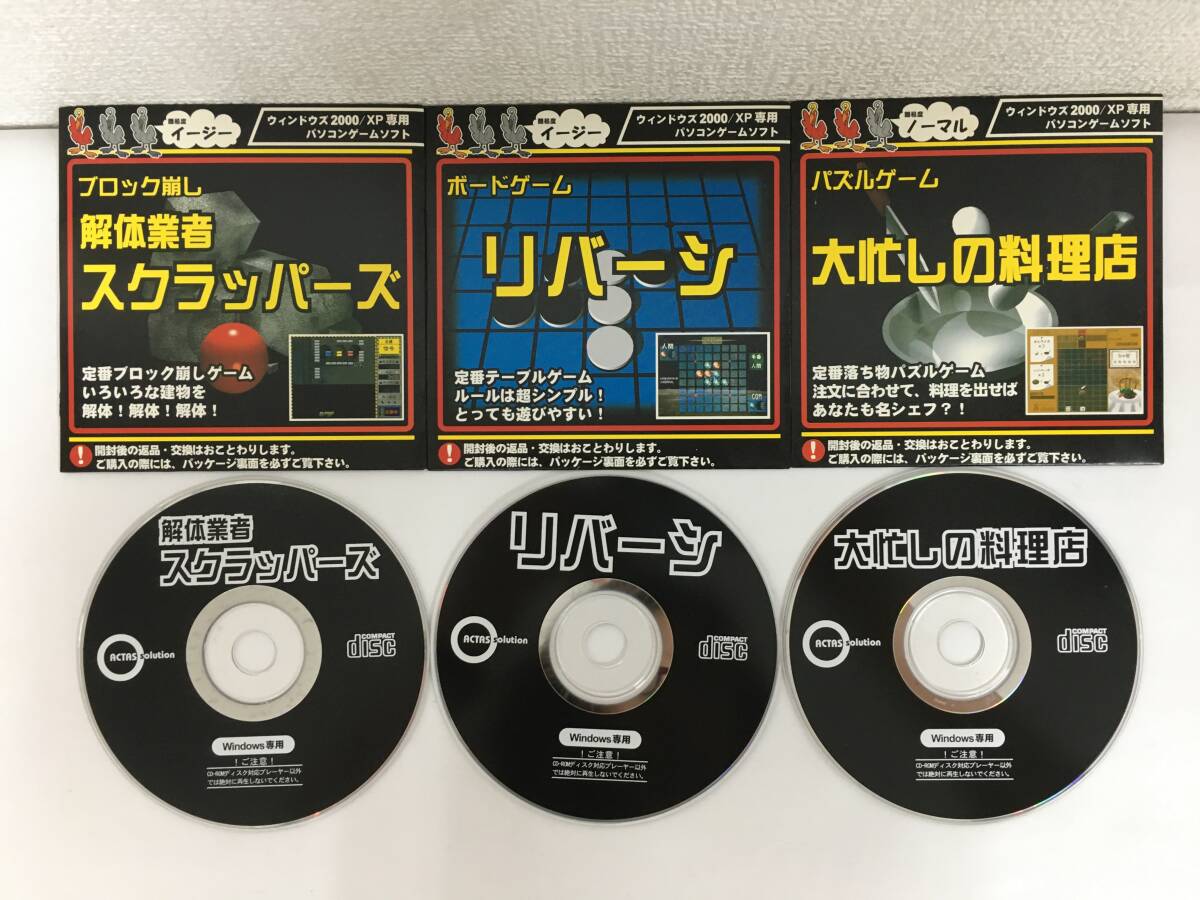 難易度
イージー
ウィンドウズ2000/XP専用
パソコンゲームソフト
ブロック崩し
解体業者
スクラッパーズ
定番ブロック崩しゲーム
いろいろな建物を
解体！解体！解体！
開封後の返品・交換はおことわりします。
ご購入の際には、パッケージ裏面を必ずご覧下さい。
難易度
イージー
ウィンドウズ2000/XP専用
パソコンゲームソフト
ボードゲーム
リバーシ
人間
人間
COM
定番テーブルゲーム
ルールは超シンプル！
とっても遊びやすい！
開封後の返品・交換はおことわりします。
ご購入の際には、パッケージ裏面を必ずご覧下さい。
難易度
ノーマル
ウィンドウズ2000/XP専用
パソコンゲームソフト
パズルゲーム
大忙しの料理店
定番落ち物パズルゲーム
注文に合わせて、料理を出せば
あなたも名シェフ？！
開封後の返品・交換はおことわりします。
ご購入の際には、パッケージ裏面を必ずご覧下さい。
解体業者
スクラッパーズ
ACTAS solution
COMPACT
disc
Windows専用
！ご注意！
CD-ROMディスク対応プレーヤー以外
では絶対に再生しないでください。
リバーシ
ACTAS solution
COMPACT
disc
Windows専用
！ご注意！
CD-ROMディスク対応プレーヤー以外
では絶対に再生しないでください。
大忙しの料理店
ACTAS solution
COMPACT
disc
Windows専用
！ご注意！
CD-ROMディスク対応プレーヤー以外
では絶対に再生しないでください。